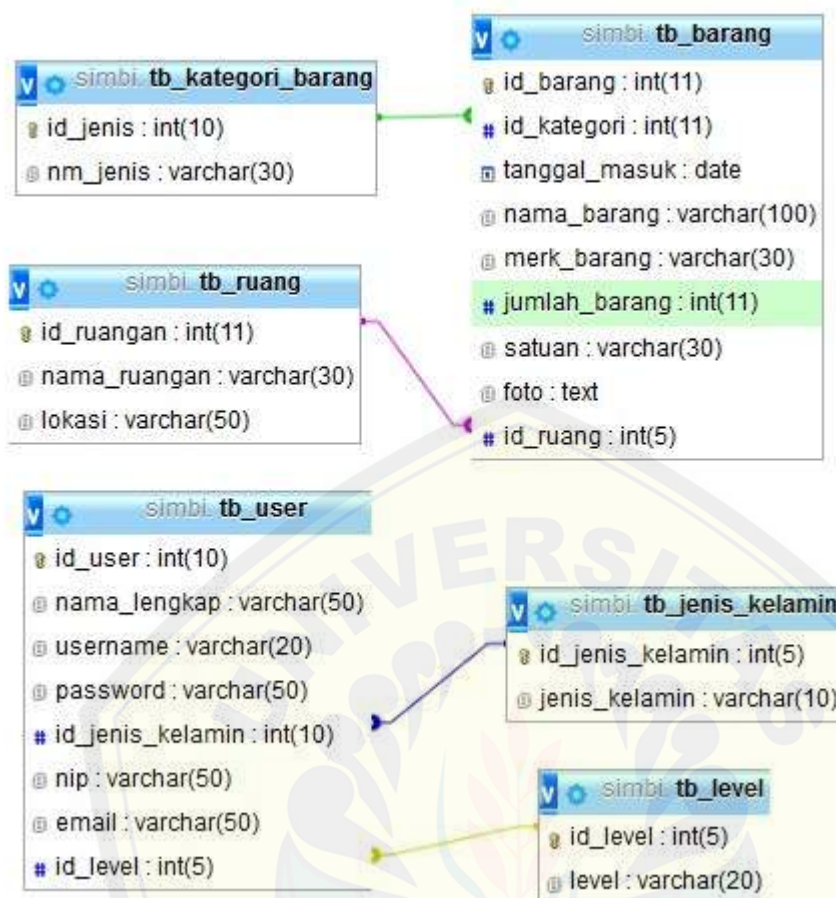 simbi tb_kategori_barang
id_jenis : int(10)
nm_jenis : varchar(30)
simbi tb_barang
id_barang : int(11)
id_kategori : int(11)
tanggal_masuk : date
nama_barang : varchar(100)
merk_barang : varchar(30)
jumlah_barang : int(11)
satuan : varchar(30)
foto : text
id_ruang : int(5)
simbi tb_ruang
id_ruangan : int(11)
nama_ruangan : varchar(30)
lokasi : varchar(50)
simbi tb_user
id_user : int(10)
nama_lengkap : varchar(50)
username : varchar(20)
password : varchar(50)
id_jenis_kelamin : int(10)
nip : varchar(50)
email : varchar(50)
id_level : int(5)
simbi tb_jenis_kelamin
id_jenis_kelamin : int(5)
jenis_kelamin : varchar(10)
simbi tb_level
id_level : int(5)
level : varchar(20)
UNIVERSITAS